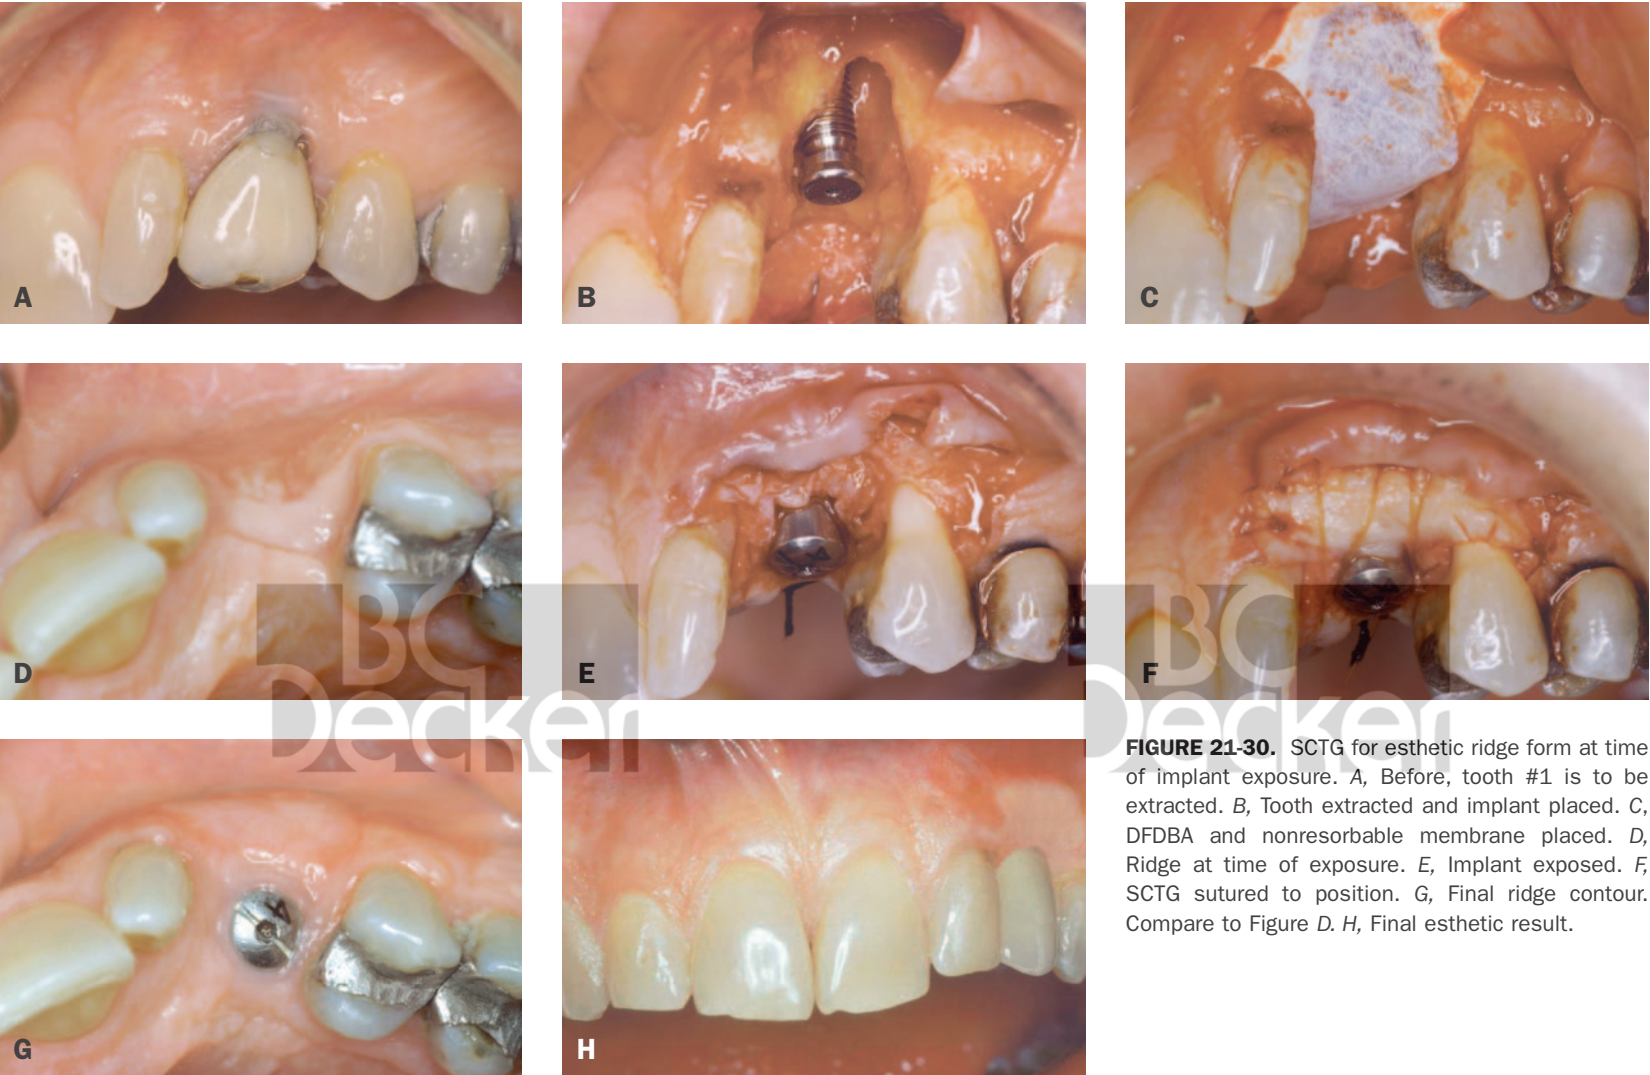 A
B
C
D
E
F
BC
Decker
BC
Decker
G
H
FIGURE 21-30. SCTG for esthetic ridge form at time
of implant exposure. A, Before, tooth #1 is to be
extracted. B, Tooth extracted and implant placed. C,
DFDBA and nonresorbable membrane placed. D,
Ridge at time of exposure. E, Implant exposed. F,
SCTG sutured to position. G, Final ridge contour.
Compare to Figure D. H, Final esthetic result.